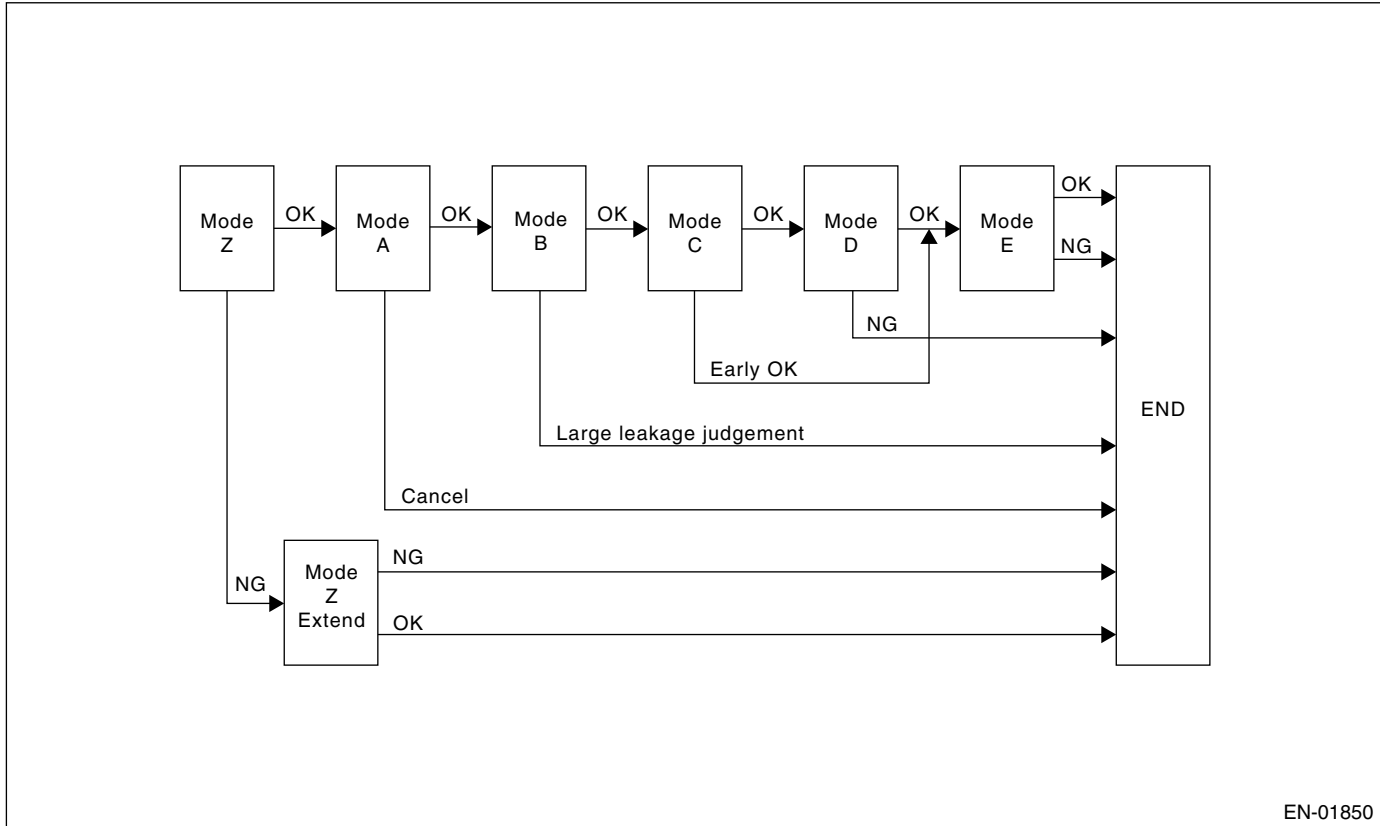 Mode
Z
OK
Mode
A
OK
Mode
B
OK
Mode
C
OK
Mode
D
OK
Mode
E
OK
NG
NG
Early OK
Large leakage judgement
Cancel
END
NG
Mode
Z
Extend
NG
OK
EN-01850